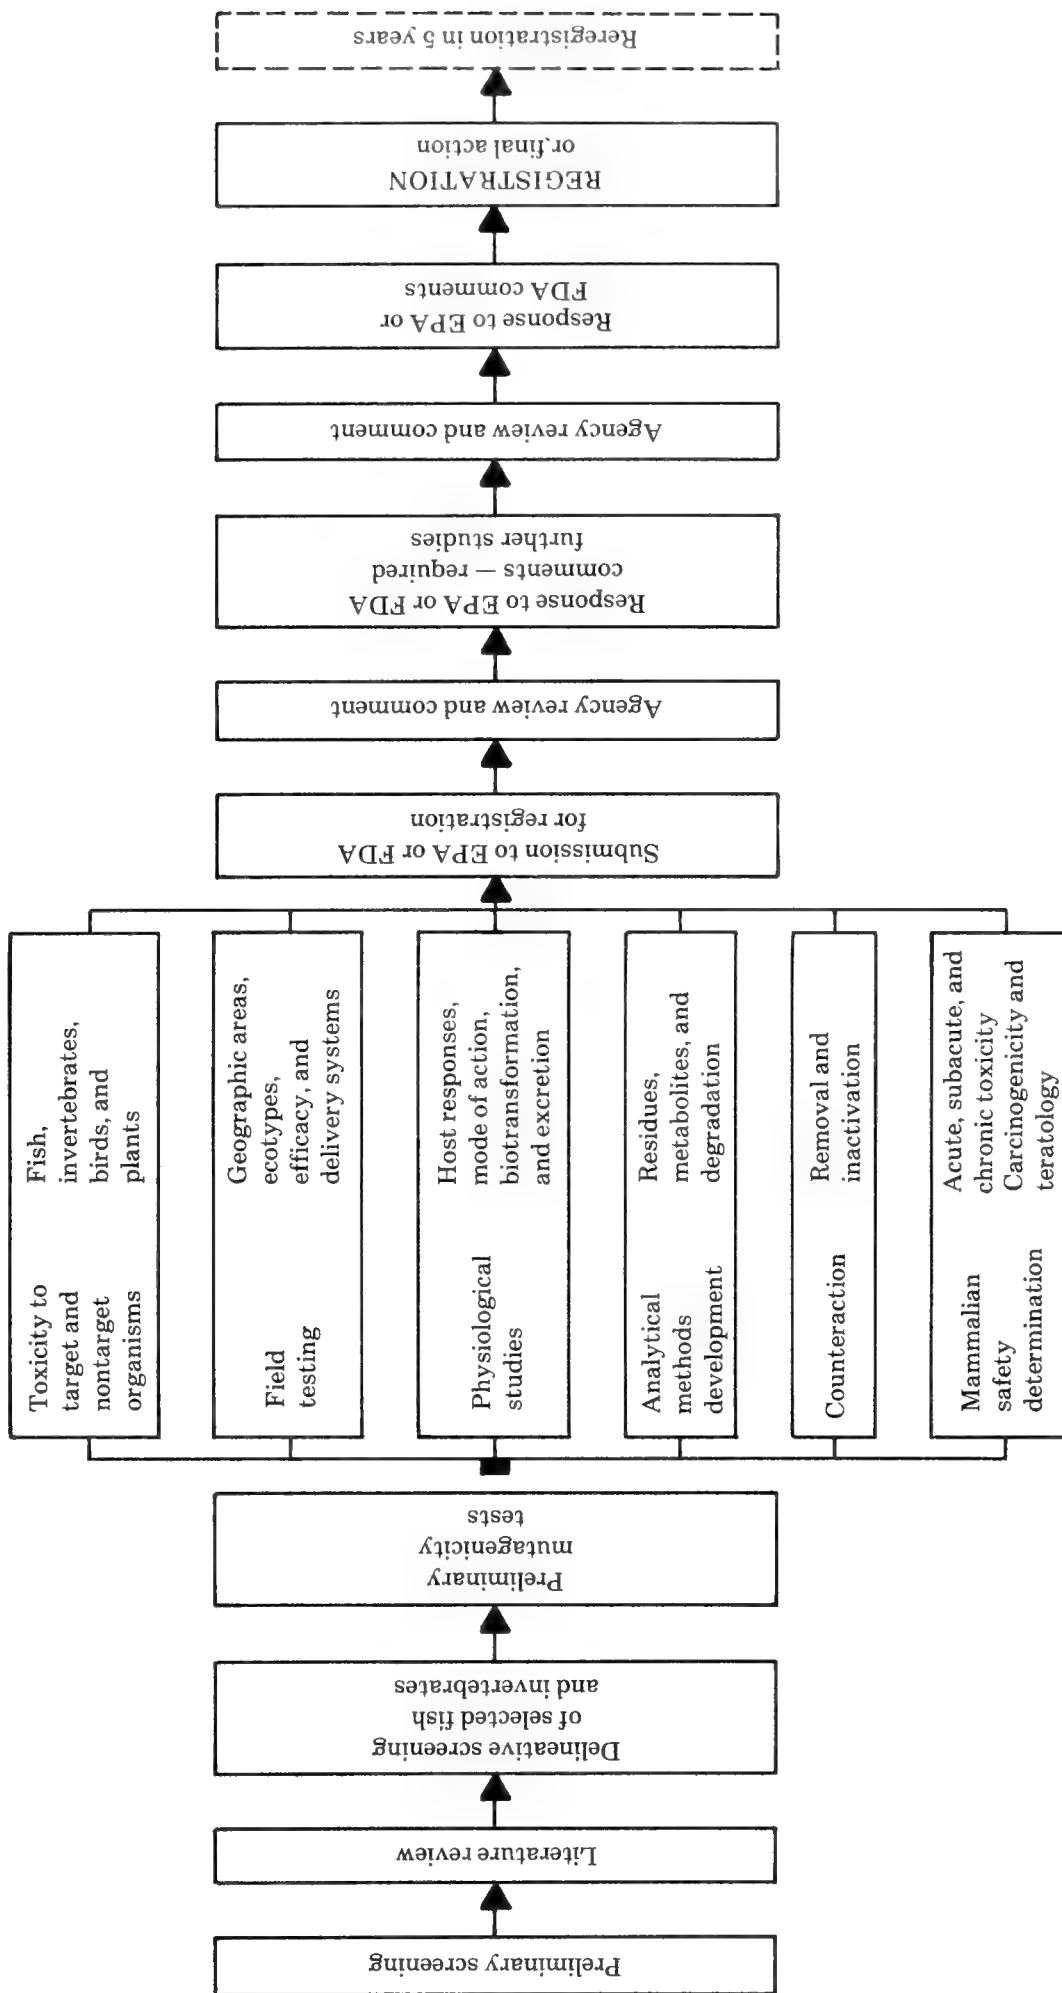 Preliminary screening
Literature review
Delineative screening
of selected fish
and invertebrates
Preliminary
mutagenicity
tests
Toxicity to
target and
nontarget
organisms
Fish,
invertebrates,
birds, and
plants
Field
testing
Geographic areas,
ecotypes,
efficacy, and
delivery systems
Physiological
studies
Host responses,
mode of action,
biotransformation,
and excretion
Analytical
methods
development
Residues,
metabolites, and
degradation
Counteraction
Removal and
inactivation
Mammalian
safety
determination
Acute, subacute, and
chronic toxicity
Carcinogenicity and
teratology
Submission to EPA or FDA
for registration
Agency review and comment
Response to EPA or FDA
comments — required
further studies
Agency review and comment
Response to EPA or
FDA comments
REGISTRATION
or final action
Reregistration in 5 years